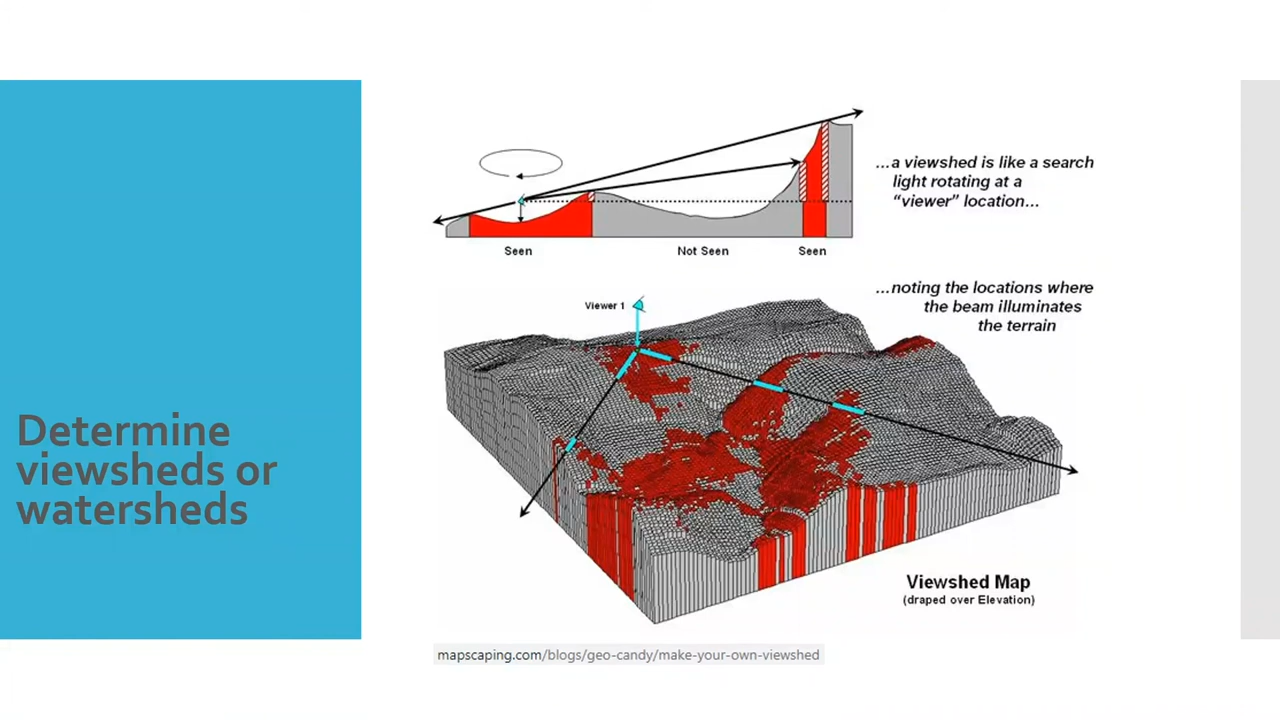 Determine
viewsheds or
watersheds
…a viewshed is like a search
light rotating at a
“viewer” location…
Seen
Not Seen
Seen
…noting the locations where
the beam illuminates
the terrain
Viewer 1
Viewshed Map
(draped over Elevation)
mapscaping.com/blogs/geo-candy/make-your-own-viewshed